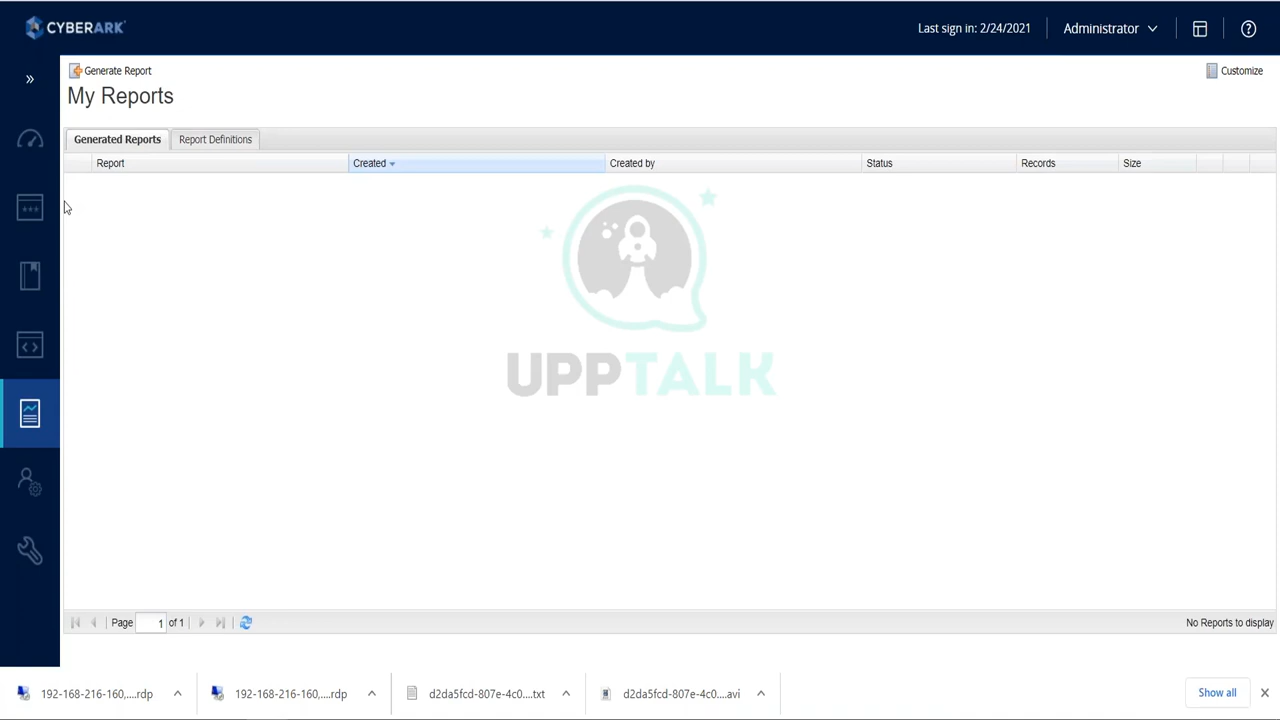 CYBERARK
Last sign in: 2/24/2021
Administrator
Generate Report
Customize
My Reports
Generated Reports
Report Definitions
Report
Created
Created by
Status
Records
Size
UPPTALK
Page 1 of 1
No Reports to display
192-168-216-160,....rdp
192-168-216-160,....rdp
d2da5fcd-807e-4c0....txt
d2da5fcd-807e-4c0....avi
Show all